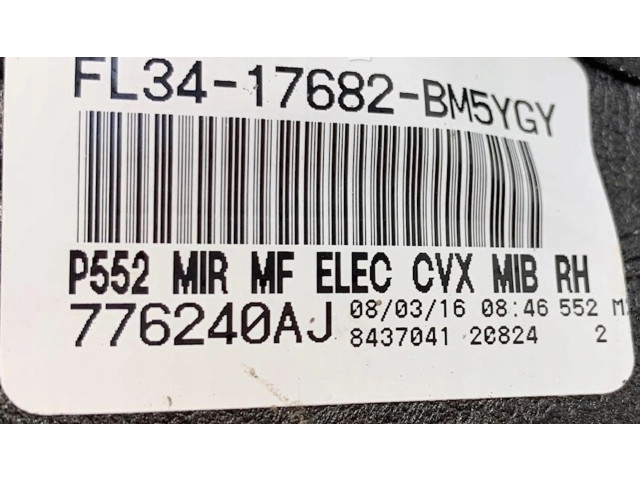 FL34-17682-BM5YGY
P552 MIR MF ELEC CVX MIB RH
776240AJ 08/03/16 08:46 552 M
8437041 20824 2